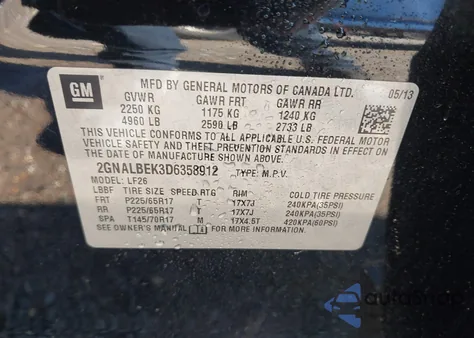 GM
MFD BY GENERAL MOTORS OF CANADA LTD. 05/13
GVWR GAWR FRT GAWR RR
2250 KG 1175 KG 1240 KG
4960 LB 2590 LB 2733 LB
THIS VEHICLE CONFORMS TO ALL APPLICABLE U.S. FEDERAL MOTOR
VEHICLE SAFETY AND THEFT PREVENTION STANDARDS IN EFFECT ON
THE DATE OF MANUFACTURE SHOWN ABOVE.
2GNALBEK3D6358912 TYPE: M.P.V.
MODEL: LF26
LBBF TIRE SIZE SPEED RTG RIM COLD TIRE PRESSURE
FRT P225/65R17 T 17X7J 240KPA(35PSI)
RR P225/65R17 T 17X7J 240KPA(35PSI)
SPA T145/70R17 M 17X4.5T 420KPA(60PSI)
SEE OWNER'S MANUAL FOR MORE INFORMATION.
AutoShop